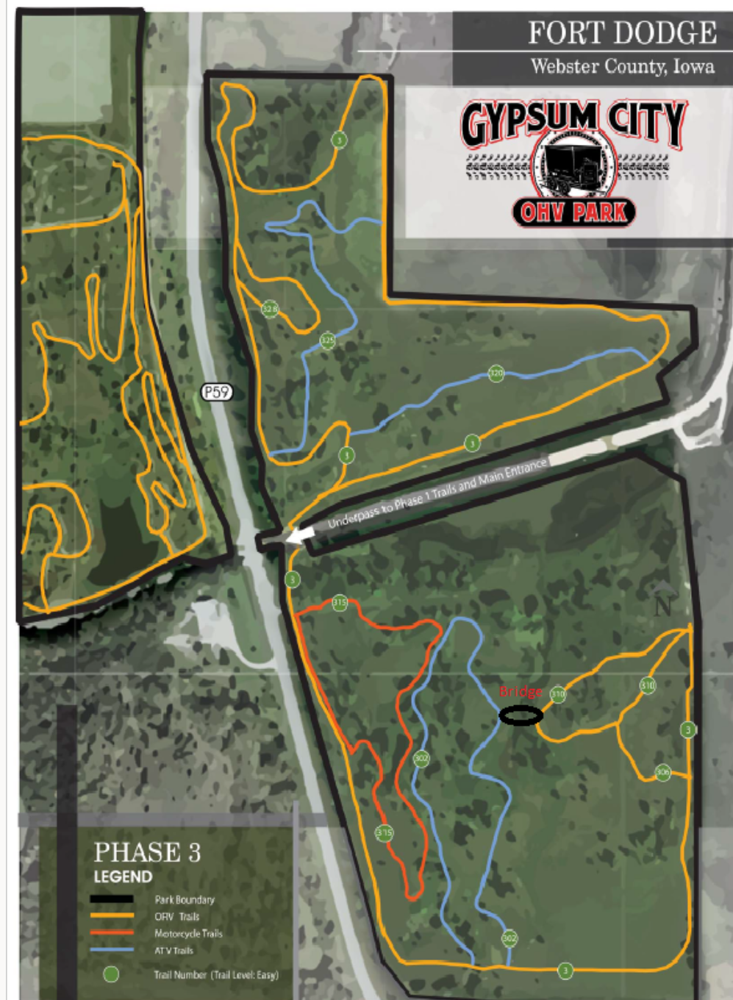 FORT DODGE
Webster County, Iowa
GYPSUM CITY
OHV PARK
3
328
325
320
P59
3
3
Underpass to Phase 1 Trails and Main Entrance
3
315
N
Bridge
310
310
3
302
306
315
302
3
PHASE 3
LEGEND
Park Boundary
ORV Trails
Motorcycle Trails
ATV Trails
Trail Number (Trail Level: Easy)